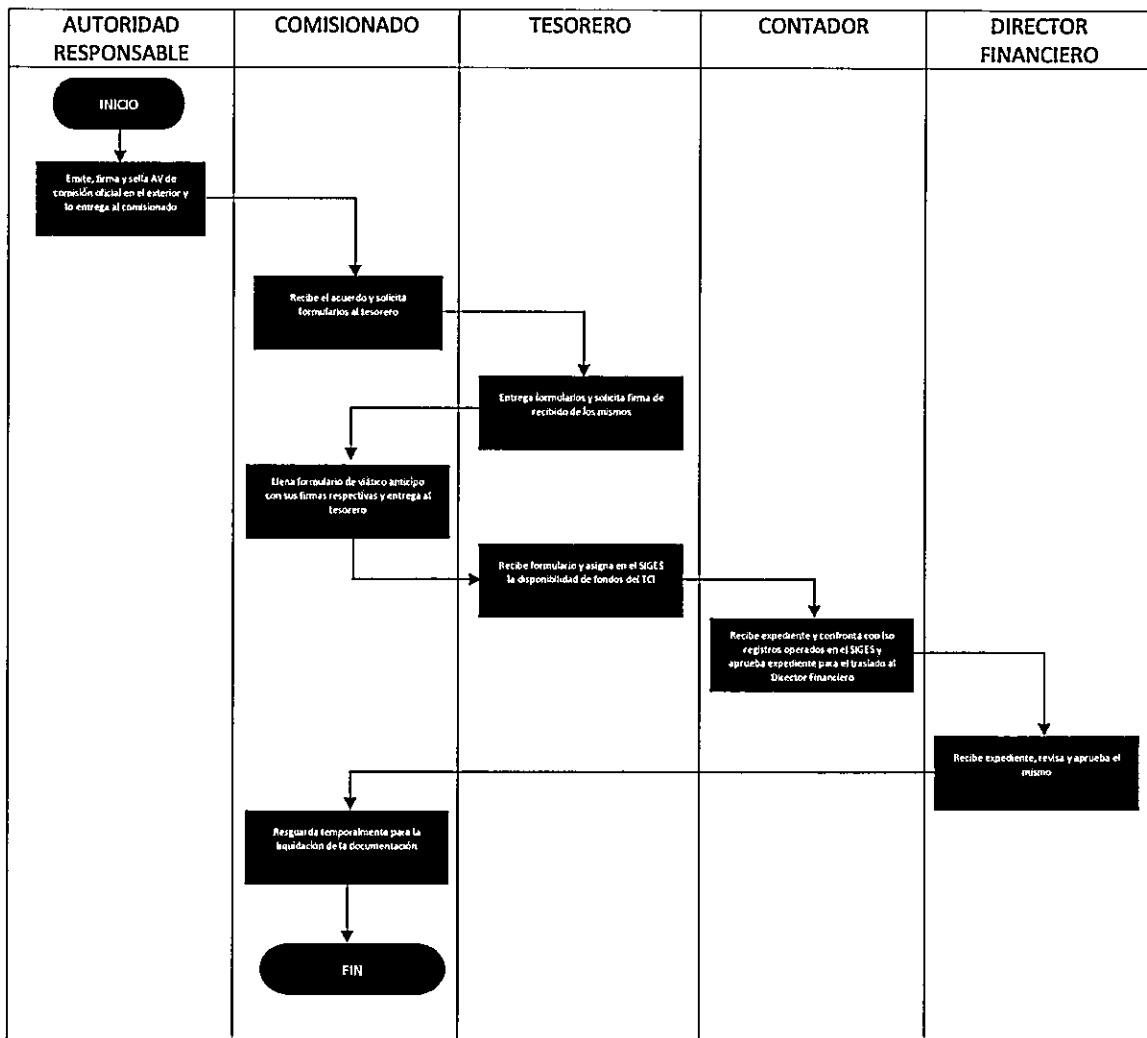 AUTORIDAD
RESPONSABLE
COMISIONADO
TESORERO
CONTADOR
DIRECTOR
FINANCIERO
INICIO
Emite, firma y sella AV de
comisión oficial en el exterior y
lo entrega al comisionado
Recibe el acuerdo y solicita
formularios al tesorero
Entrega formularios y solicita firma de
recibido de los mismos
Llena formulario de viático anticipo
con sus firmas respectivas y entrega al
tesorero
Recibe formulario y asigna en el SIGES
la disponibilidad de fondos del TCI
Recibe expediente y confronta con lso
registros operados en el SIGES y
aprueba expediente para el traslado al
Director Financiero
Recibe expediente, revisa y aprueba el
mismo
Resguarda temporalmente para la
liquidación de la documentación
FIN